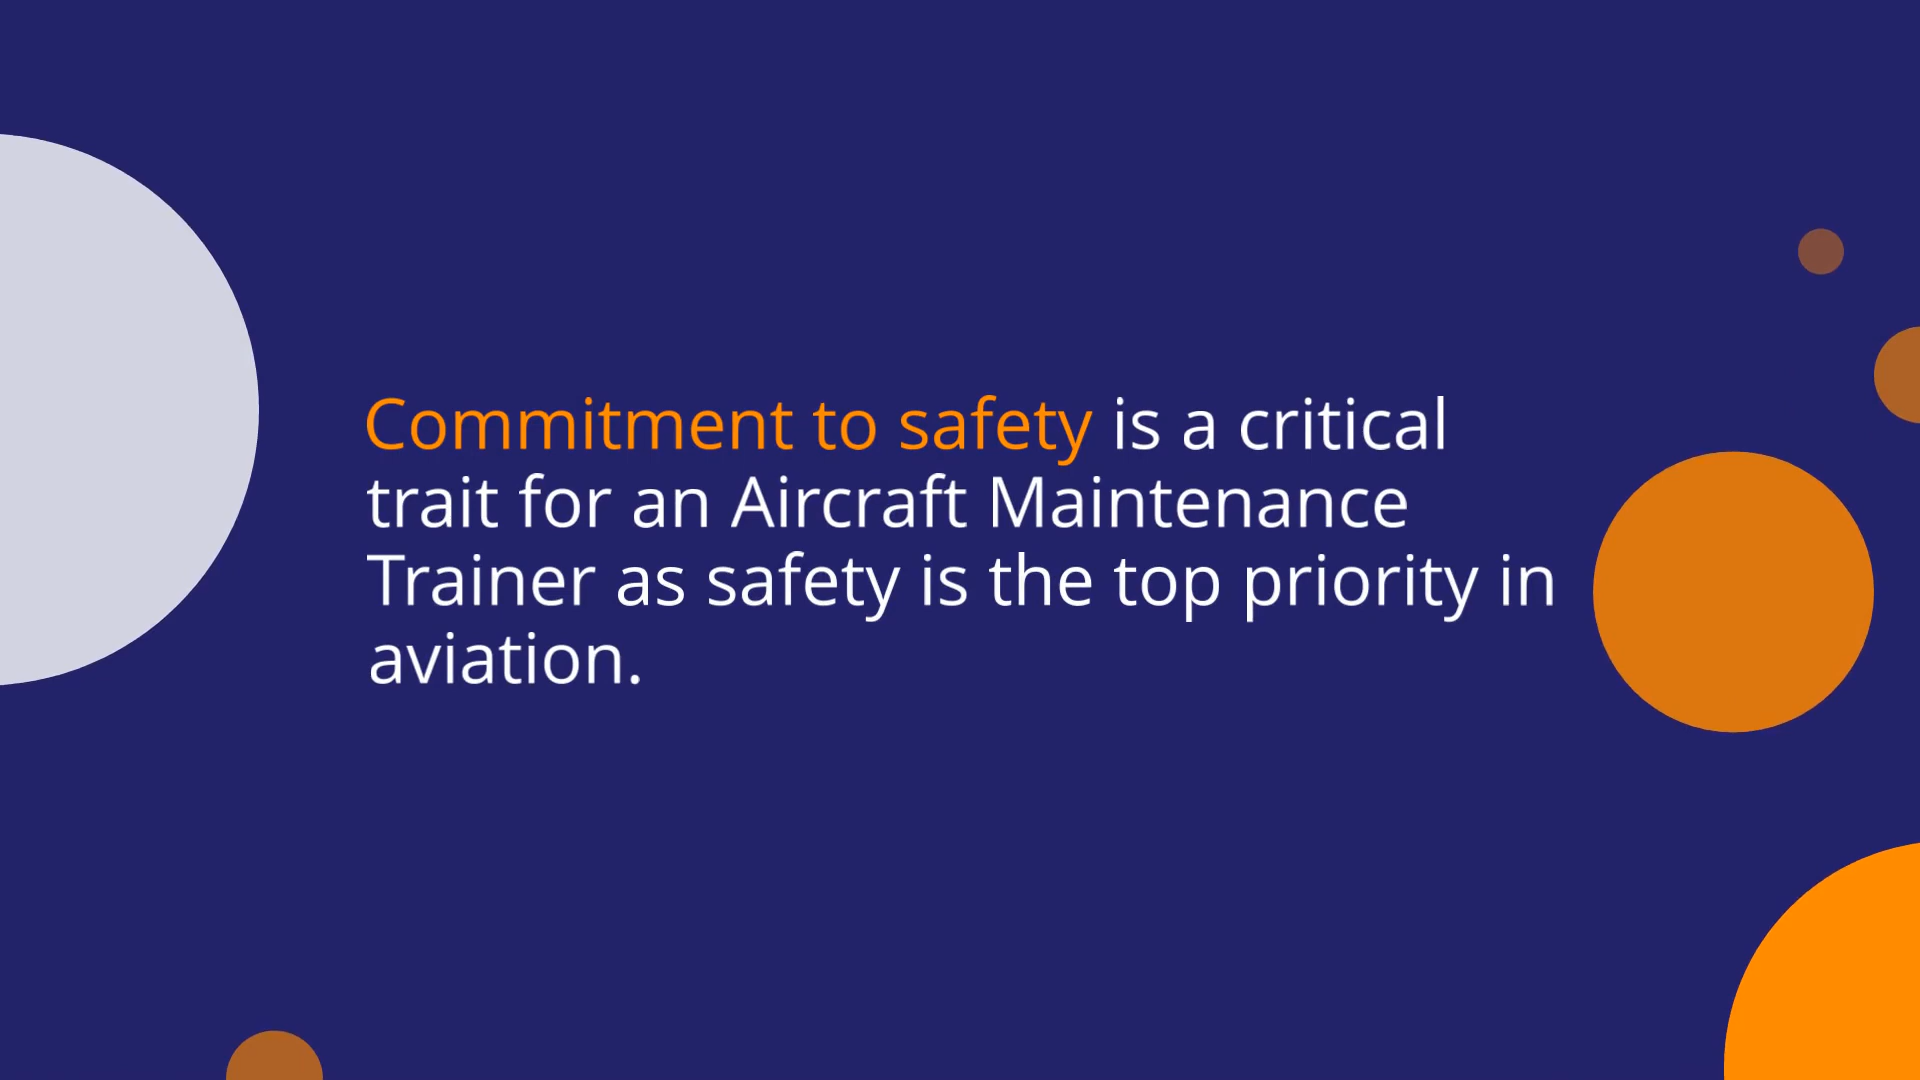 Commitment to safety is a critical
trait for an Aircraft Maintenance
Trainer as safety is the top priority in
aviation.